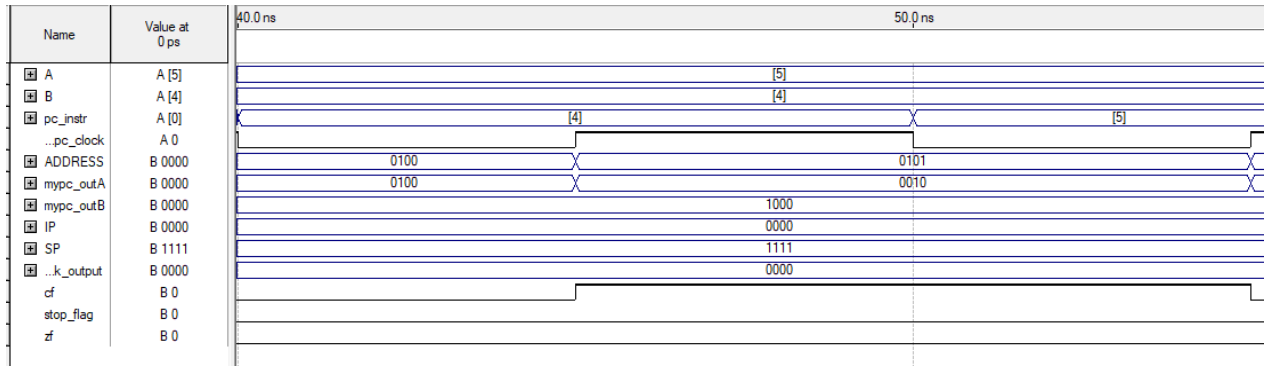 Name Value at 0 ps 40.0 ns 50.0 ns
A A [5] [5]
B A [4] [4]
pc_instr A [0] [4] [5]
...pc_clock A 0
ADDRESS B 0000 0100 0101
mypc_outA B 0000 0100 0010
mypc_outB B 0000 1000
IP B 0000 0000
SP B 1111 1111
...k_output B 0000 0000
cf B 0
stop_flag B 0
zf B 0